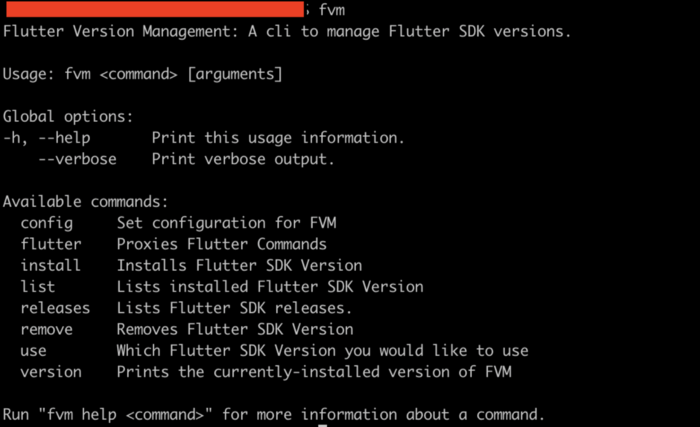 fvm
Flutter Version Management: A cli to manage Flutter SDK versions.
Usage: fvm <command> [arguments]
Global options:
-h, --help       Print this usage information.
    --verbose    Print verbose output.
Available commands:
  config     Set configuration for FVM
  flutter    Proxies Flutter Commands
  install    Installs Flutter SDK Version
  list       Lists installed Flutter SDK Version
  releases   Lists Flutter SDK releases.
  remove     Removes Flutter SDK Version
  use        Which Flutter SDK Version you would like to use
  version    Prints the currently-installed version of FVM
Run "fvm help <command>" for more information about a command.